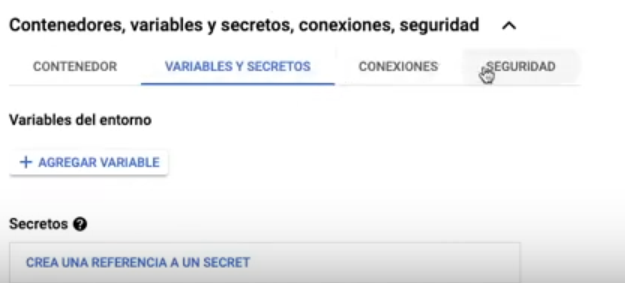 Contenedores, variables y secretos, conexiones, seguridad
CONTENEDOR VARIABLES Y SECRETOS CONEXIONES SEGURIDAD
Variables del entorno
+ AGREGAR VARIABLE
Secretos ?
CREA UNA REFERENCIA A UN SECRET